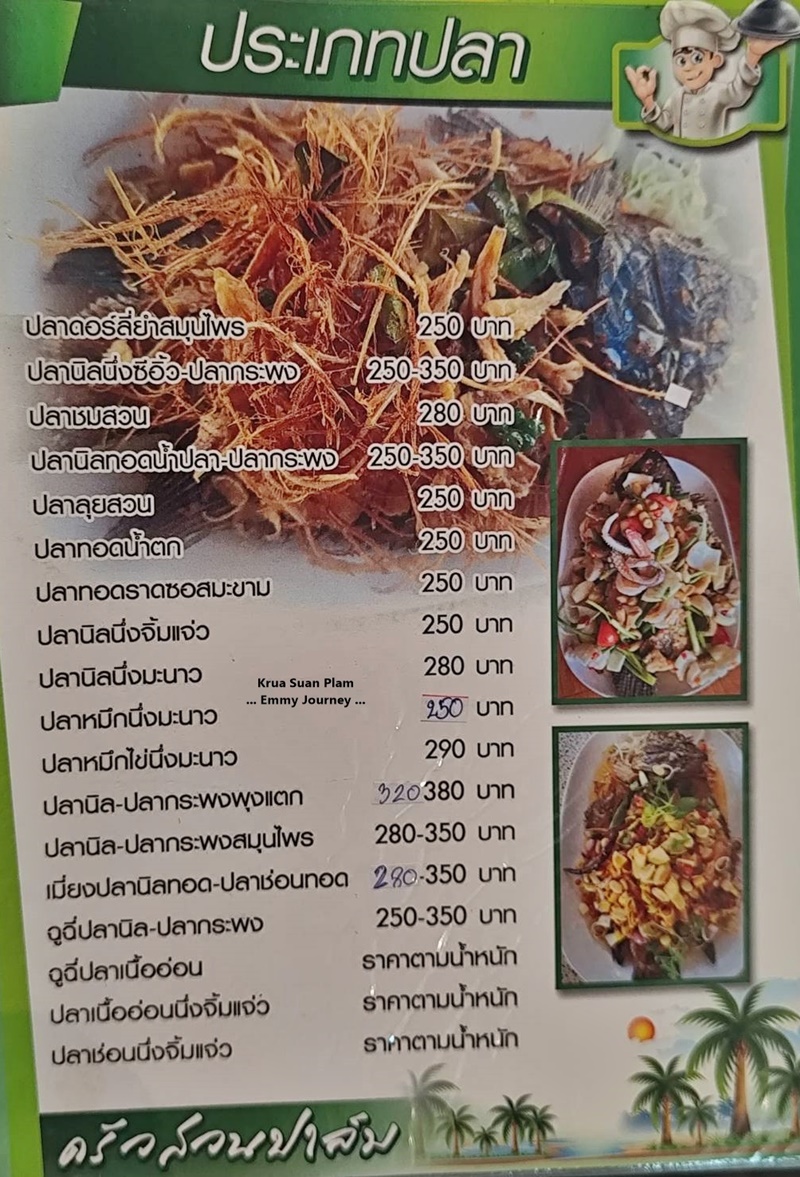 ประเภทปลา
ปลาดอร์ลี่ยำสมุนไพร 250 บาท
ปลานิลนึ่งซีอิ้ว-ปลากระพง 250-350 บาท
ปลาชมสวน 280 บาท
ปลานิลทอดน้ำปลา-ปลากระพง 250-350 บาท
ปลาลุยสวน 250 บาท
ปลาทอดน้ำตก 250 บาท
ปลาทอดราดซอสมะขาม 250 บาท
ปลานิลนึ่งจิ้มแจ่ว 250 บาท
ปลานิลนึ่งมะนาว 280 บาท
Krua Suan Plam
... Emmy Journey ...
ปลาหมึกนึ่งมะนาว 250 บาท
ปลาหมึกไข่นึ่งมะนาว 290 บาท
ปลานิล-ปลากระพงพุงแตก 320380 บาท
ปลานิล-ปลากระพงสมุนไพร 280-350 บาท
เมี่ยงปลานิลทอด-ปลาช่อนทอด 280-350 บาท
ฉูฉี่ปลานิล-ปลากระพง 250-350 บาท
ฉูฉี่ปลาเนื้ออ่อน ราคาตามน้ำหนัก
ปลาเนื้ออ่อนนึ่งจิ้มแจ่ว ราคาตามน้ำหนัก
ปลาช่อนนึ่งจิ้มแจ่ว ราคาตามน้ำหนัก
ครัวสวนปาล์ม